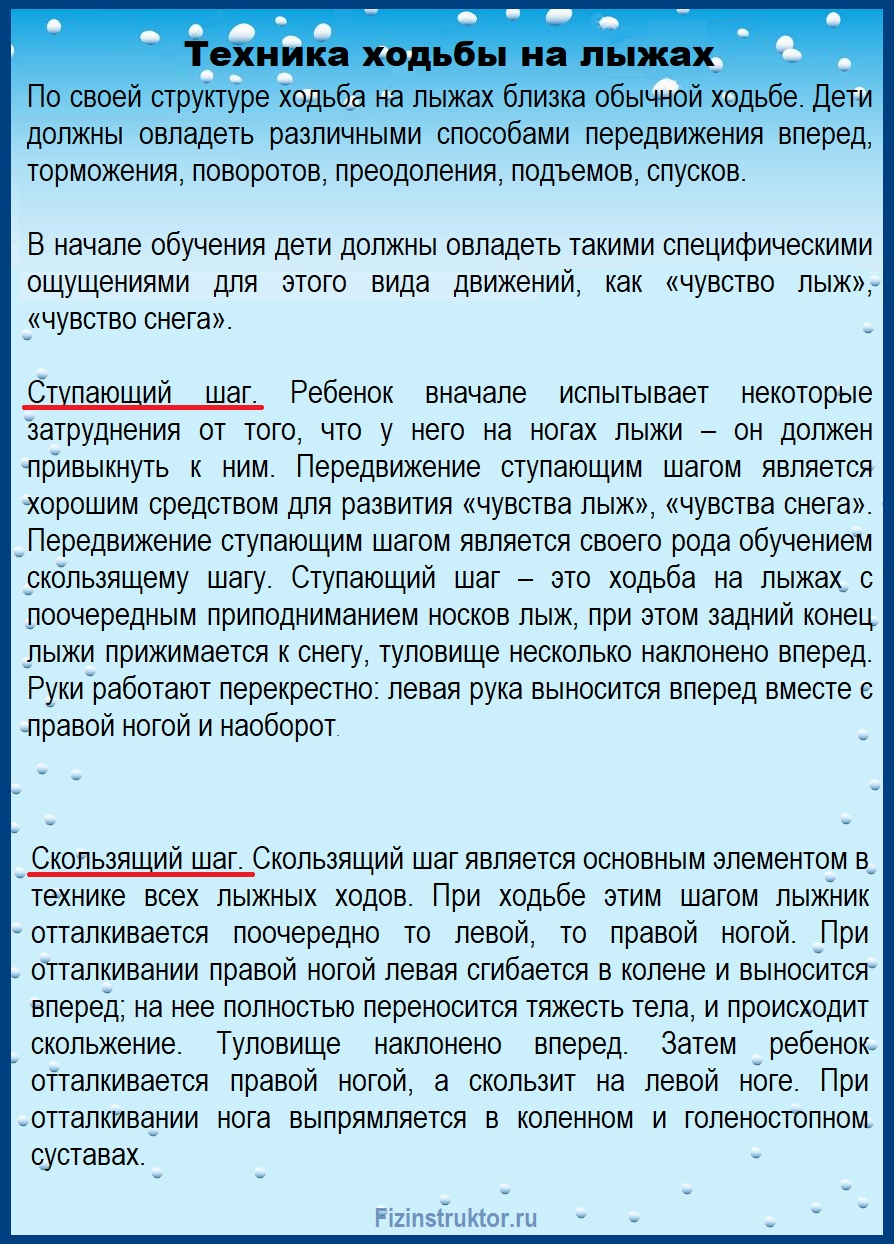 Техника ходьбы на лыжах
По своей структуре ходьба на лыжах близка обычной ходьбе. Дети
должны овладеть различными способами передвижения вперед,
торможения, поворотов, преодоления, подъемов, спусков.
В начале обучения дети должны овладеть такими специфическими
ощущениями для этого вида движений, как «чувство лыж»,
«чувство снега».
Ступающий шаг. Ребенок вначале испытывает некоторые
затруднения от того, что у него на ногах лыжи – он должен
привыкнуть к ним. Передвижение ступающим шагом является
хорошим средством для развития «чувства лыж», «чувства снега».
Передвижение ступающим шагом является своего рода обучением
скользящему шагу. Ступающий шаг – это ходьба на лыжах с
поочередным приподниманием носков лыж, при этом задний конец
лыжи прижимается к снегу, туловище несколько наклонено вперед.
Руки работают перекрестно: левая рука выносится вперед вместе с
правой ногой и наоборот.
Скользящий шаг. Скользящий шаг является основным элементом в
технике всех лыжных ходов. При ходьбе этим шагом лыжник
отталкивается поочередно то левой, то правой ногой. При
отталкивании правой ногой левая сгибается в колене и выносится
вперед; на нее полностью переносится тяжесть тела, и происходит
скольжение. Туловище наклонено вперед. Затем ребенок
отталкивается правой ногой, а скользит на левой ноге. При
отталкивании нога выпрямляется в коленном и голеностопном
суставах.
Fizinstruktor.ru